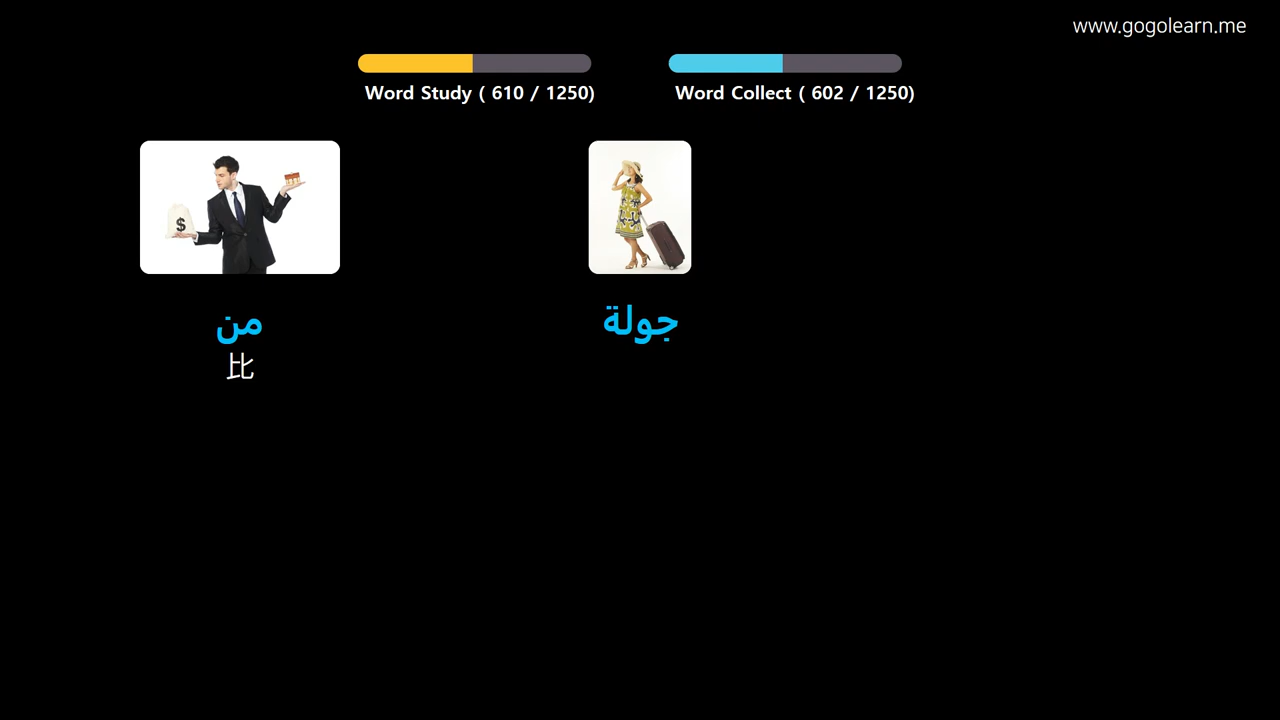 www.gogolearn.me
Word Study ( 610 / 1250)
Word Collect ( 602 / 1250)
$
من
جولة
比